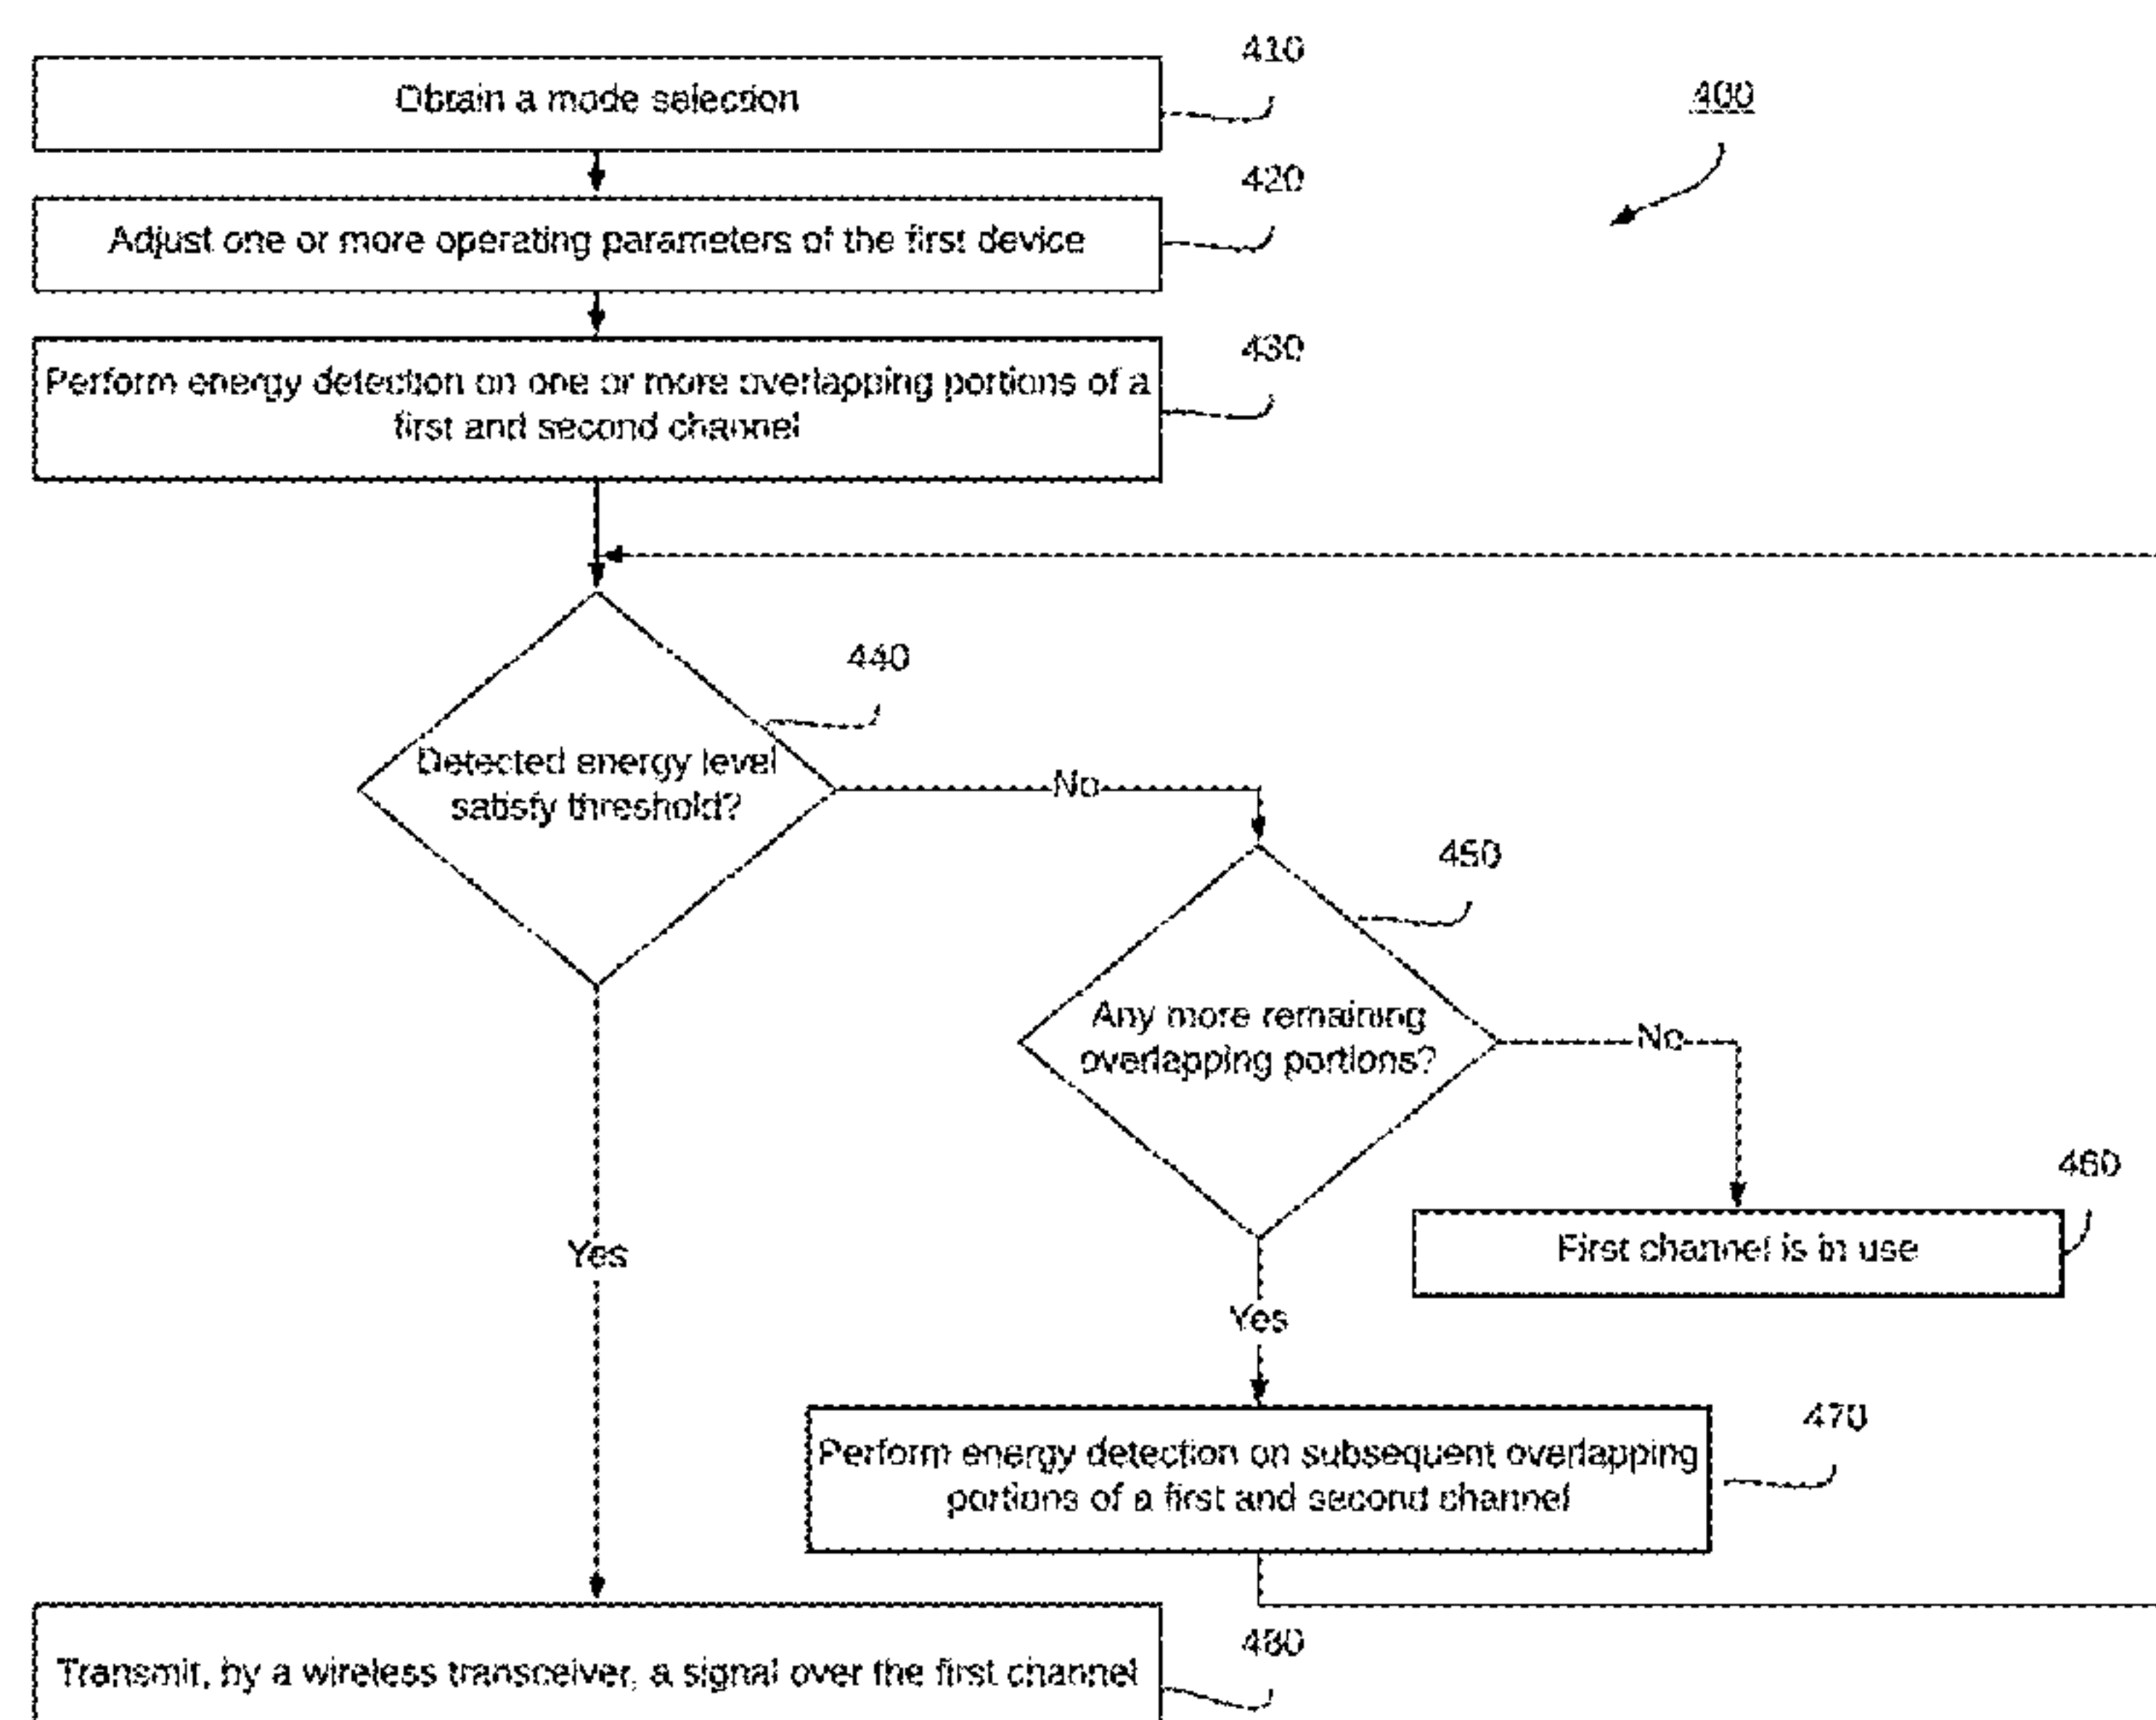 410
Obtain a mode selection
400
420
Adjust one or more operating parameters of the first device
430
Perform energy detection on one or more overlapping portions of a
first and second channel
440
Detected energy level
satisfy threshold?
No
450
Any more remaining
overlapping portions?
No
460
First channel is in use
Yes
Yes
470
Perform energy detection on subsequent overlapping
portions of a first and second channel
480
Transmit, by a wireless transceiver, a signal over the first channel